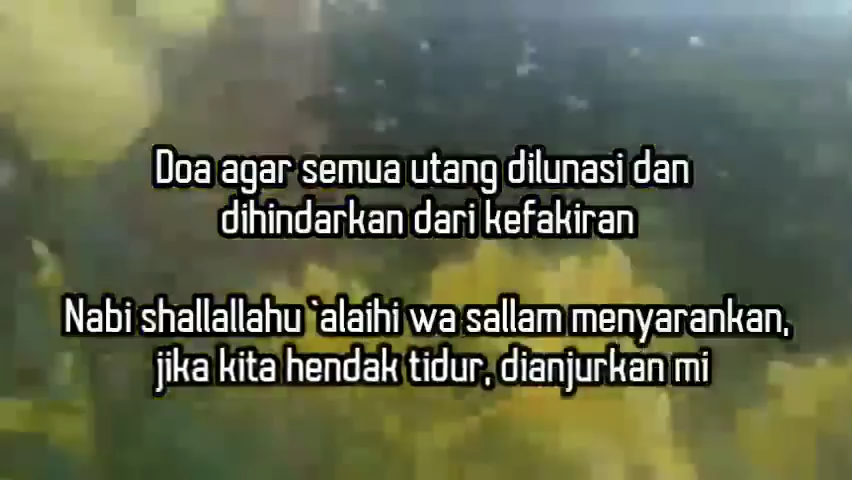 Doa agar semua utang dilunasi dan
dihindarkan dari kefakiran
Nabi shallallahu `alaihi wa sallam menyarankan,
jika kita hendak tidur, dianjurkan mi